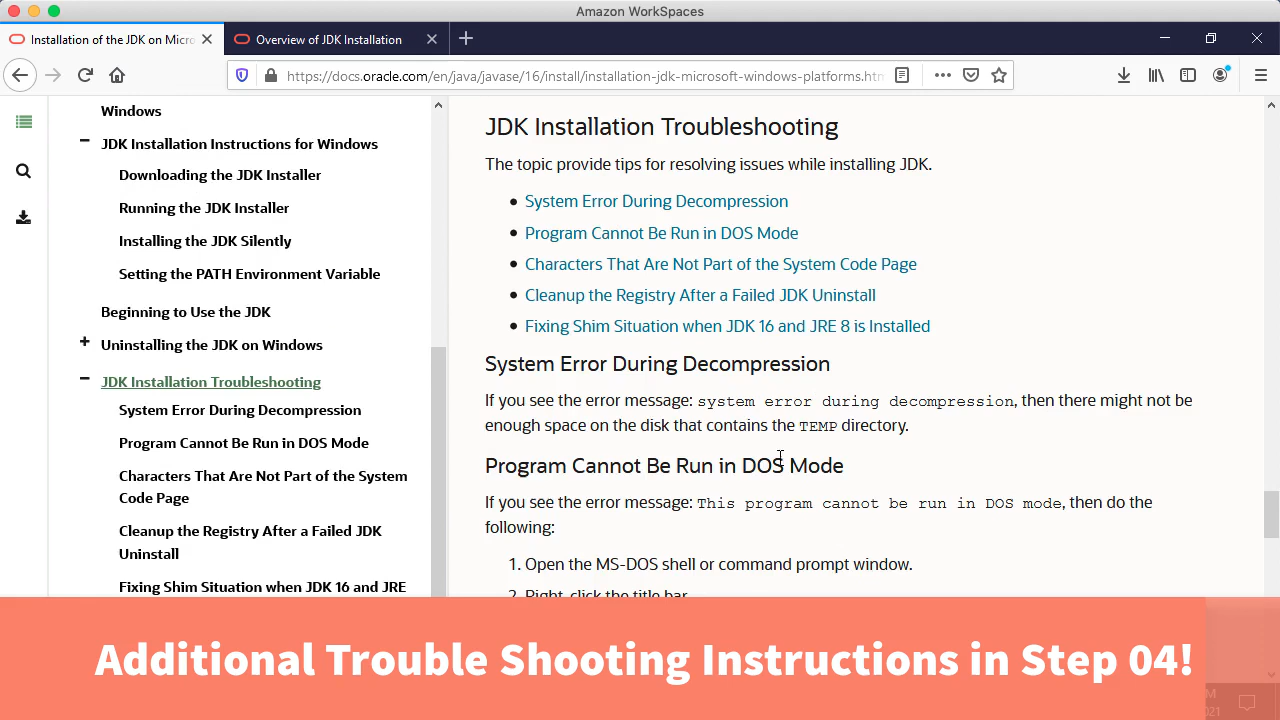 Amazon WorkSpaces
Installation of the JDK on Micro
Overview of JDK Installation
https://docs.oracle.com/en/java/javase/16/install/installation-jdk-microsoft-windows-platforms.htm
Windows
JDK Installation Instructions for Windows
Downloading the JDK Installer
Running the JDK Installer
Installing the JDK Silently
Setting the PATH Environment Variable
Beginning to Use the JDK
Uninstalling the JDK on Windows
JDK Installation Troubleshooting
System Error During Decompression
Program Cannot Be Run in DOS Mode
Characters That Are Not Part of the System
Code Page
Cleanup the Registry After a Failed JDK
Uninstall
Fixing Shim Situation when JDK 16 and JRE
JDK Installation Troubleshooting
The topic provide tips for resolving issues while installing JDK.
• System Error During Decompression
• Program Cannot Be Run in DOS Mode
• Characters That Are Not Part of the System Code Page
• Cleanup the Registry After a Failed JDK Uninstall
• Fixing Shim Situation when JDK 16 and JRE 8 is Installed
System Error During Decompression
If you see the error message: system error during decompression, then there might not be
enough space on the disk that contains the TEMP directory.
Program Cannot Be Run in DOS Mode
If you see the error message: This program cannot be run in DOS mode, then do the
following:
1. Open the MS-DOS shell or command prompt window.
2. Right-click the title bar.
Additional Trouble Shooting Instructions in Step 04!